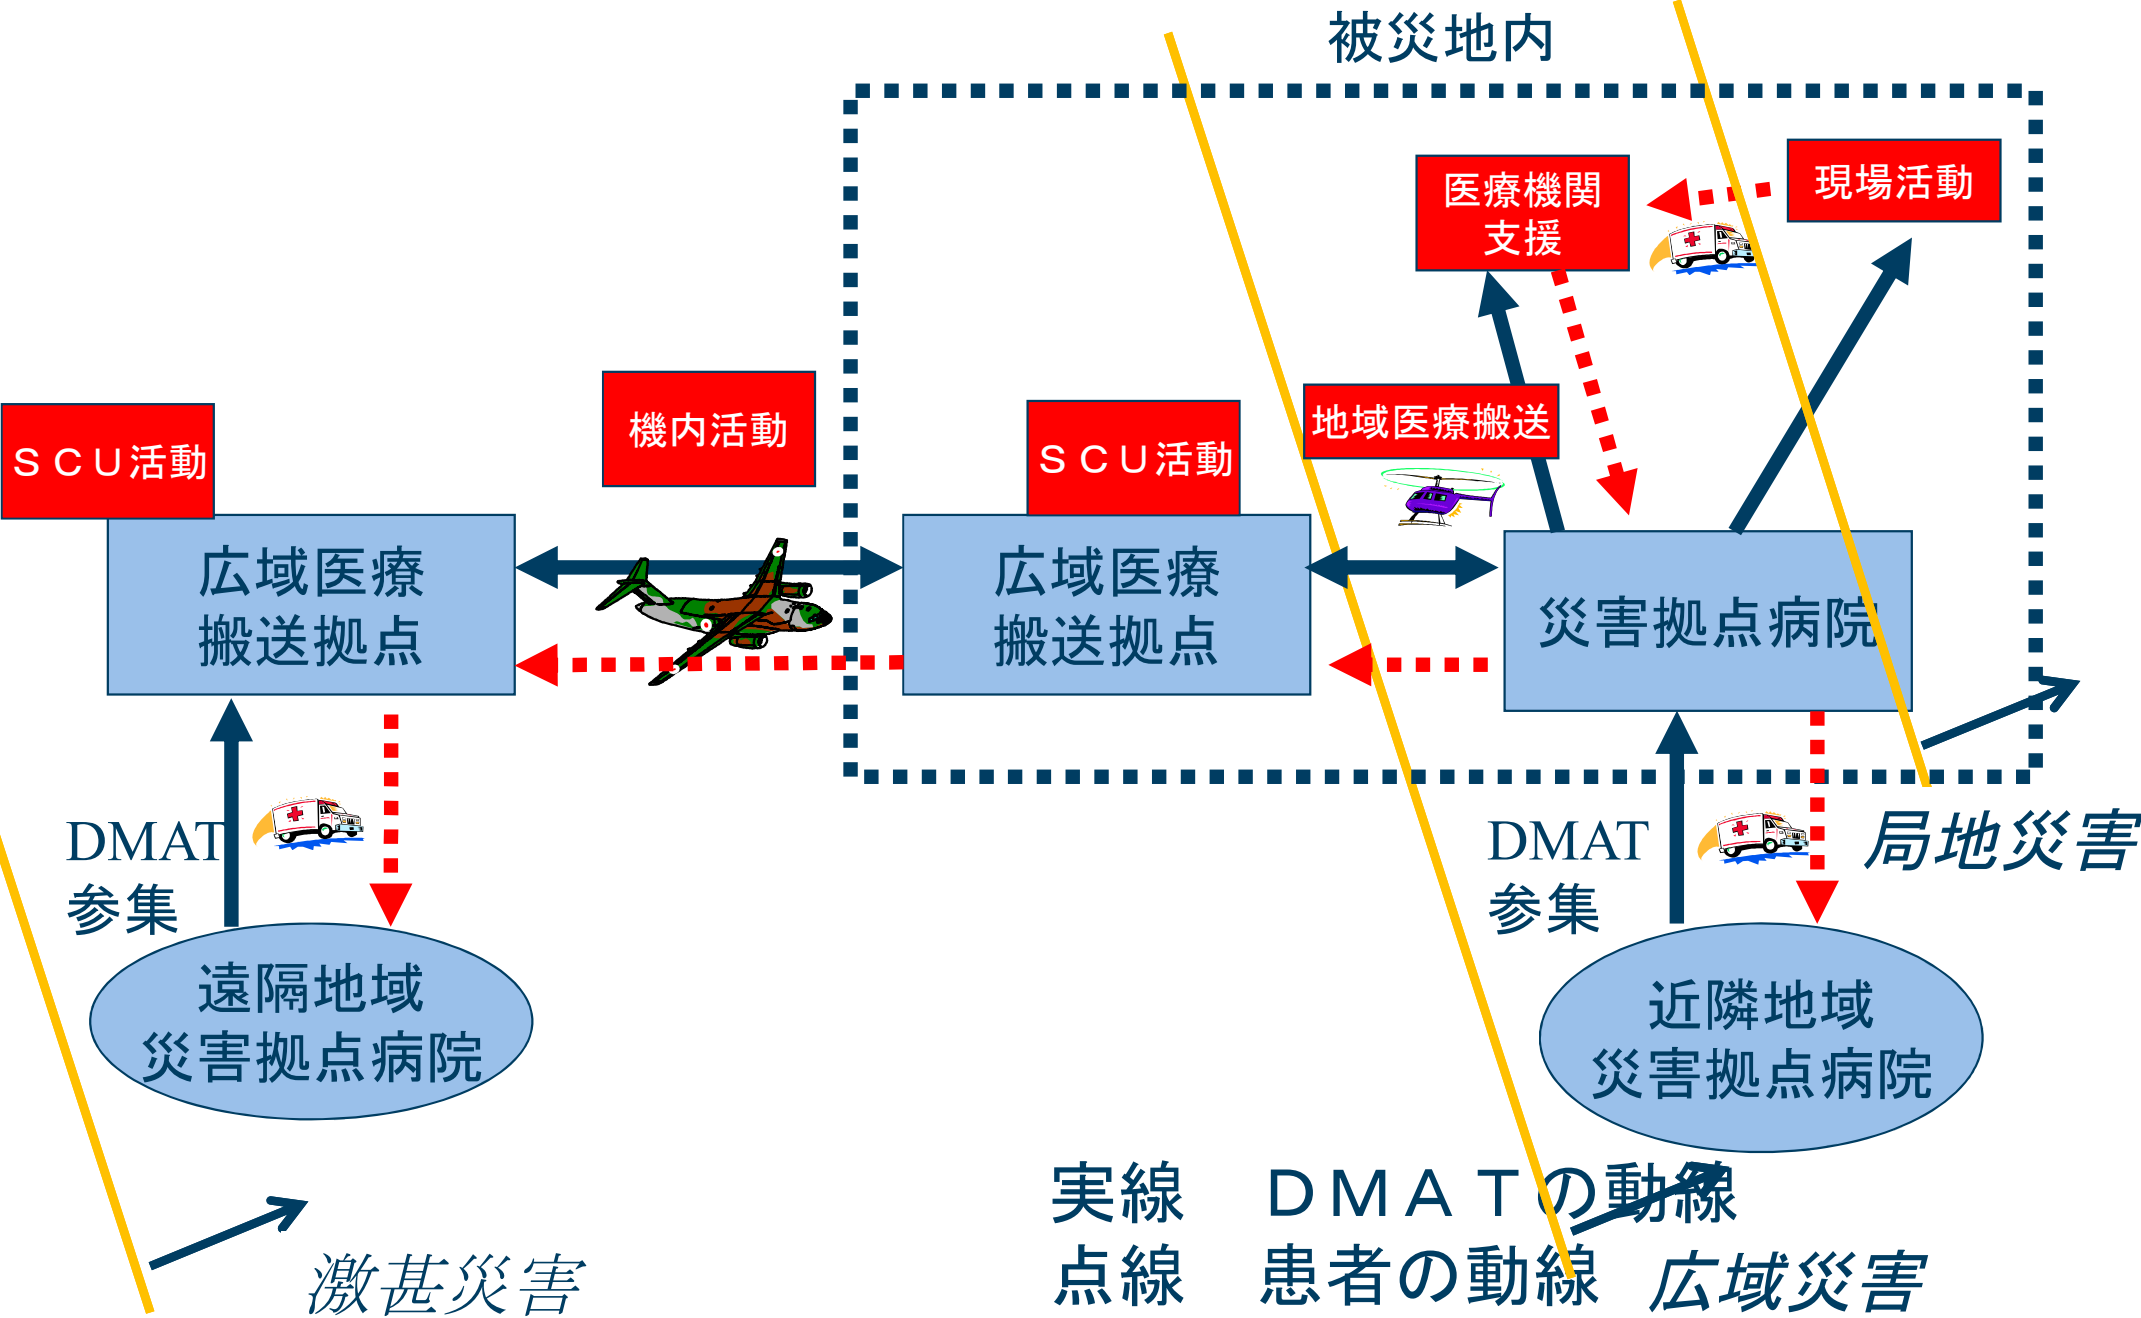 被災地内
医療機関
支援
現場活動
ＳＣＵ活動
機内活動
ＳＣＵ活動
地域医療搬送
広域医療
搬送拠点
広域医療
搬送拠点
災害拠点病院
DMAT
参集
DMAT
参集
局地災害
遠隔地域
災害拠点病院
近隣地域
災害拠点病院
実線　ＤＭＡＴの動線
点線　患者の動線
激甚災害
広域災害